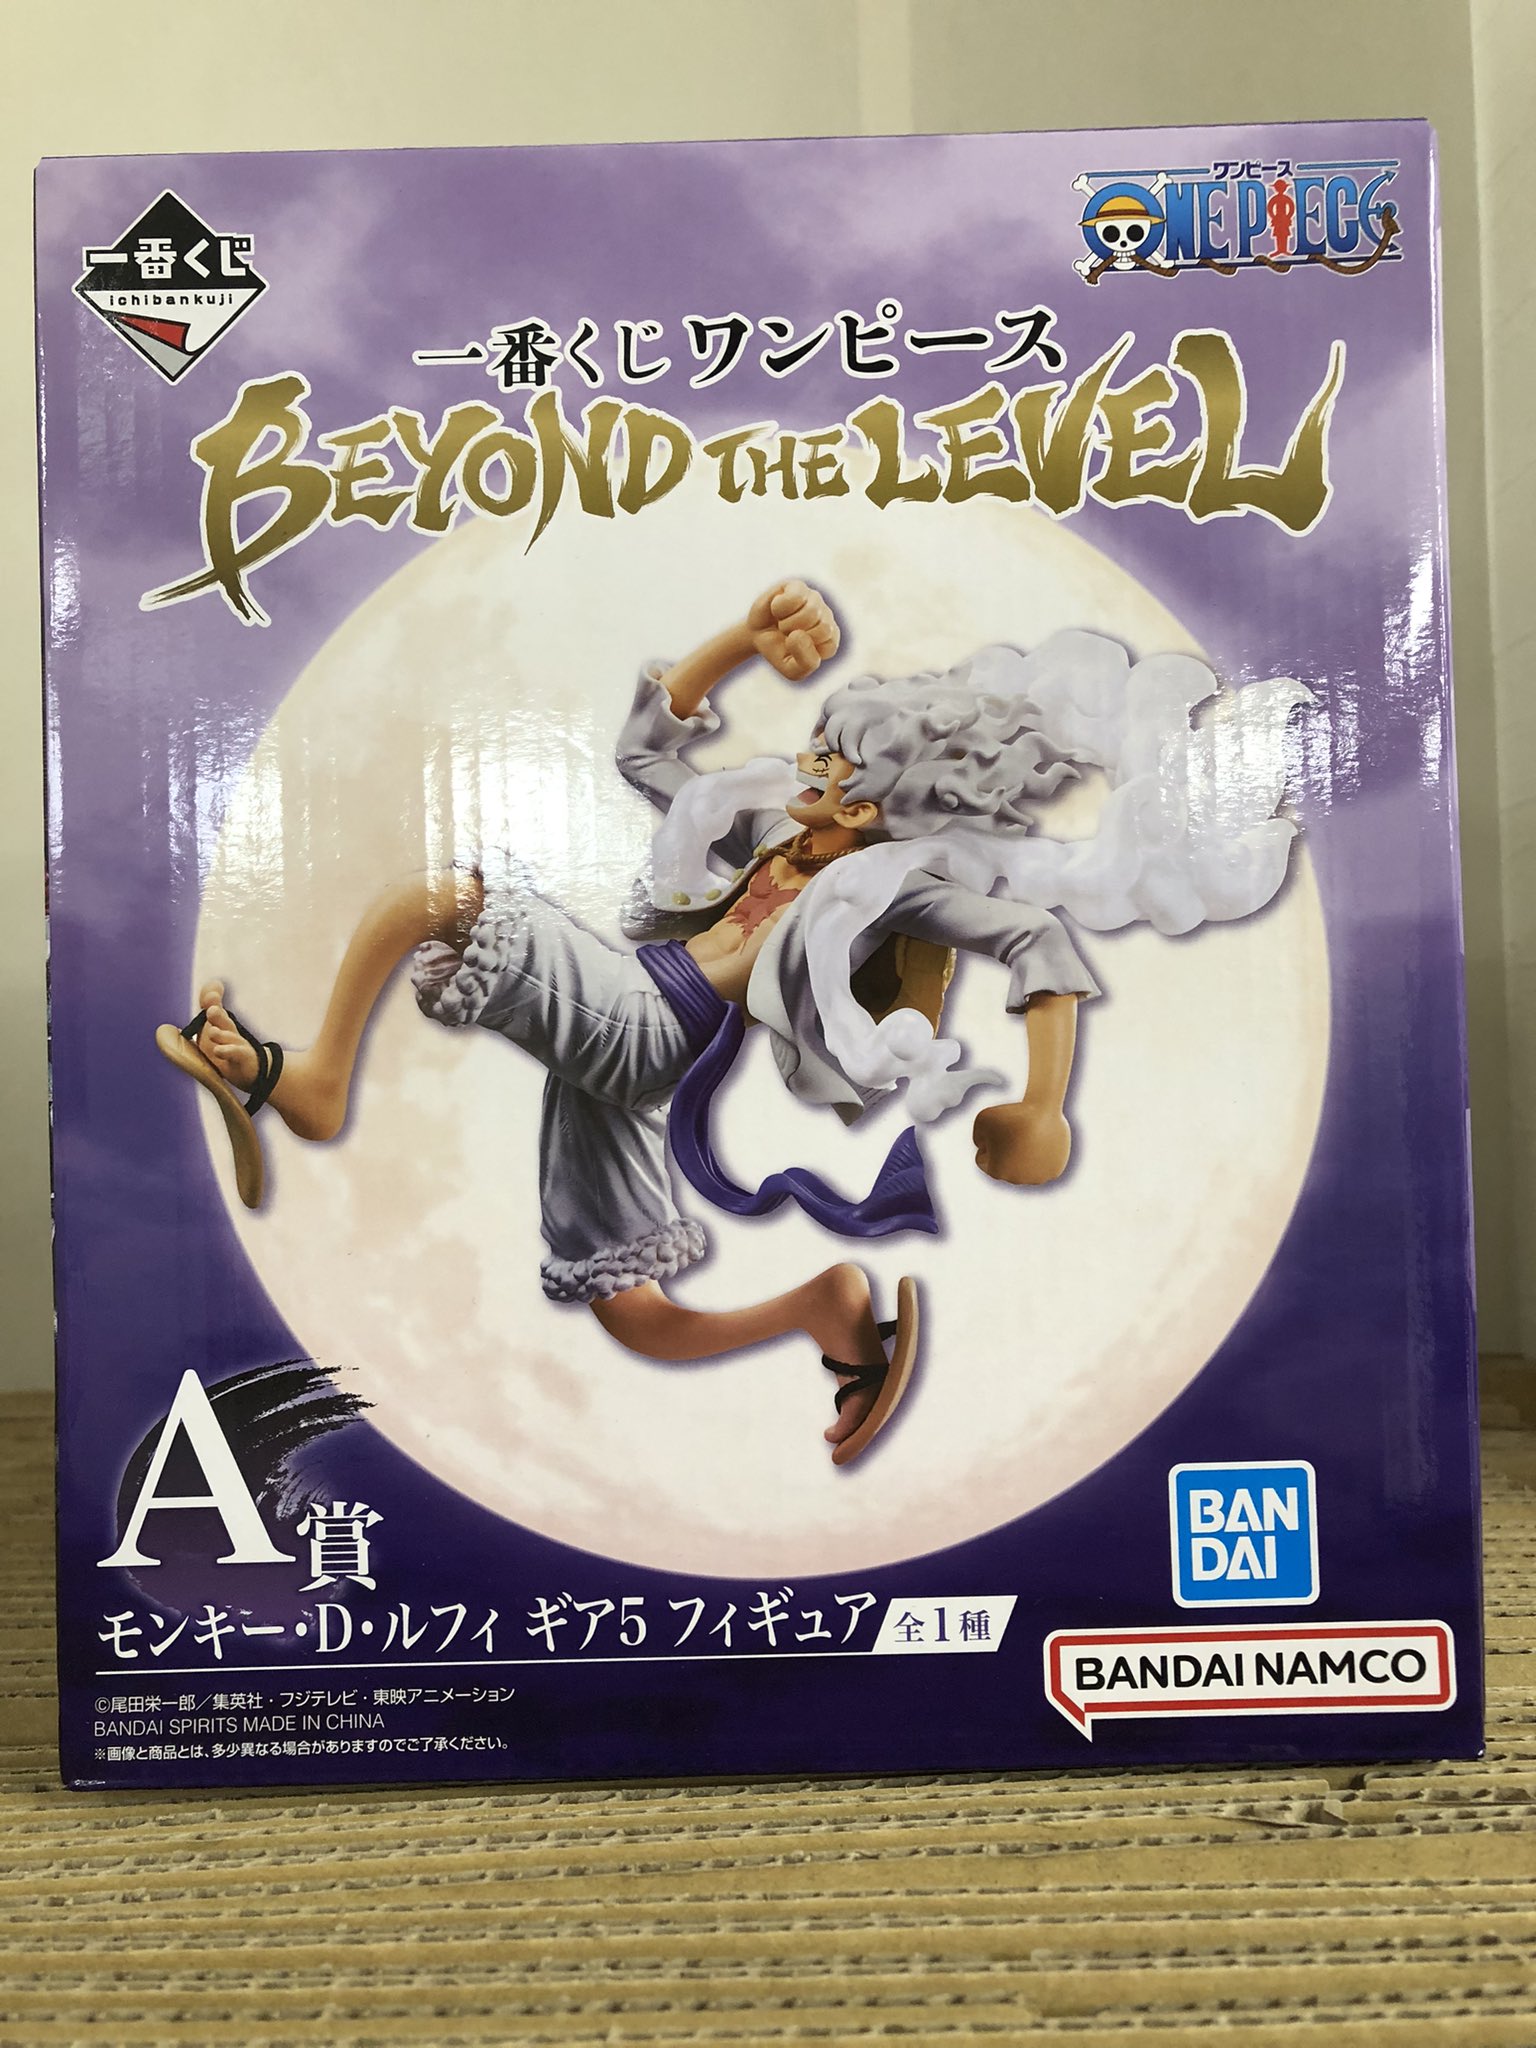 一番くじ
ichibankuji
ワンピース
ONE PIECE
一番くじ ワンピース
BEYOND THE LEVEL
A賞
モンキー・D・ルフィ ギア5 フィギュア 全1種
©尾田栄一郎／集英社・フジテレビ・東映アニメーション
BANDAI SPIRITS MADE IN CHINA
※画像と商品とは、多少異なる場合がありますのでご了承ください。
BAN
DAI
BANDAI NAMCO